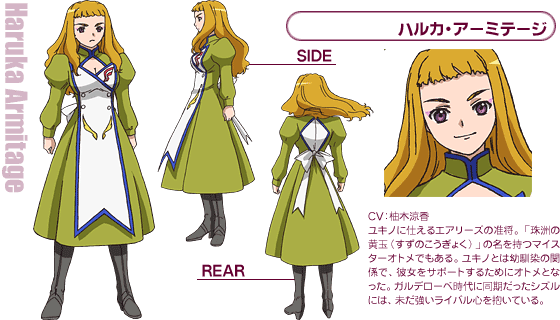 Haruka Armitage
ハルカ・アーミテージ
SIDE
REAR
CV：柚木涼香
ユキノに仕えるエアリーズの准将。「珠洲の
黄玉（すずのこうぎょく）」の名を持つマイス
ターオトメでもある。ユキノとは幼馴染の関
係で、彼女をサポートするためにオトメとな
った。ガルデローベ時代に同期だったシズル
には、未だ強いライバル心を抱いている。